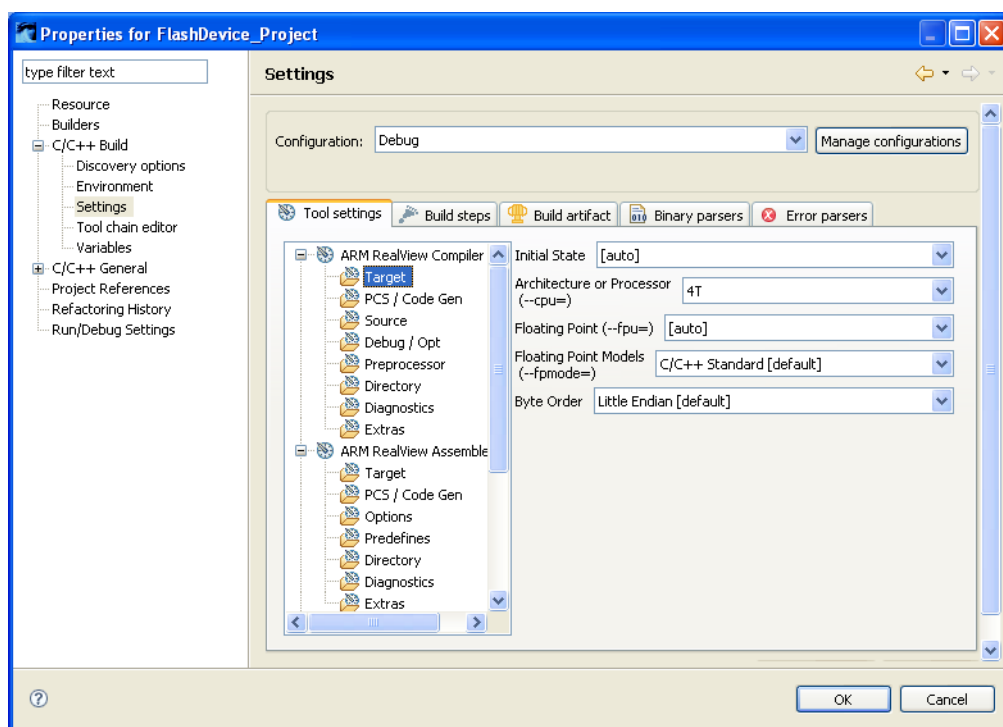 Properties for FlashDevice_Project
type filter text
Resource
Builders
C/C++ Build
Discovery options
Environment
Settings
Tool chain editor
Variables
C/C++ General
Project References
Refactoring History
Run/Debug Settings
Settings
Configuration: Debug Manage configurations
Tool settings Build steps Build artifact Binary parsers Error parsers
ARM RealView Compiler
Target
PCS / Code Gen
Source
Debug / Opt
Preprocessor
Directory
Diagnostics
Extras
ARM RealView Assemble
Target
PCS / Code Gen
Options
Predefines
Directory
Diagnostics
Extras
Initial State [auto]
Architecture or Processor
(--cpu=) 4T
Floating Point (--fpu=) [auto]
Floating Point Models
(--fpmode=) C/C++ Standard [default]
Byte Order Little Endian [default]
OK Cancel